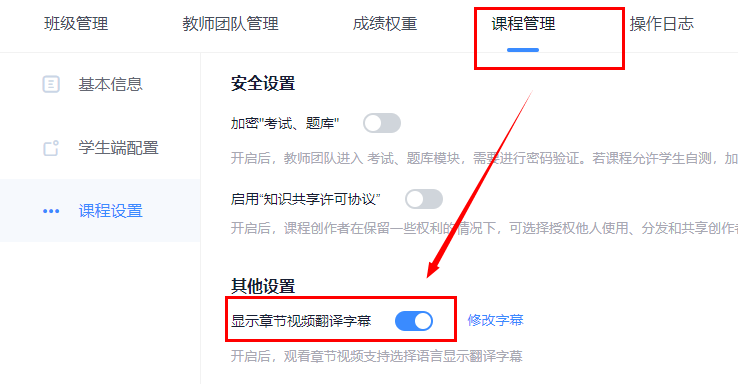 班级管理 教师团队管理 成绩权重 课程管理 操作日志
基本信息
学生端配置
课程设置
安全设置
加密"考试、题库"
开启后，教师团队进入 考试、题库模块，需要进行密码验证。若课程允许学生自测，加
启用“知识共享许可协议”
开启后，课程创作者在保留一些权利的情况下，可选择授权他人使用、分发和共享创作者
其他设置
显示章节视频翻译字幕 修改字幕
开启后，观看章节视频支持选择语言显示翻译字幕